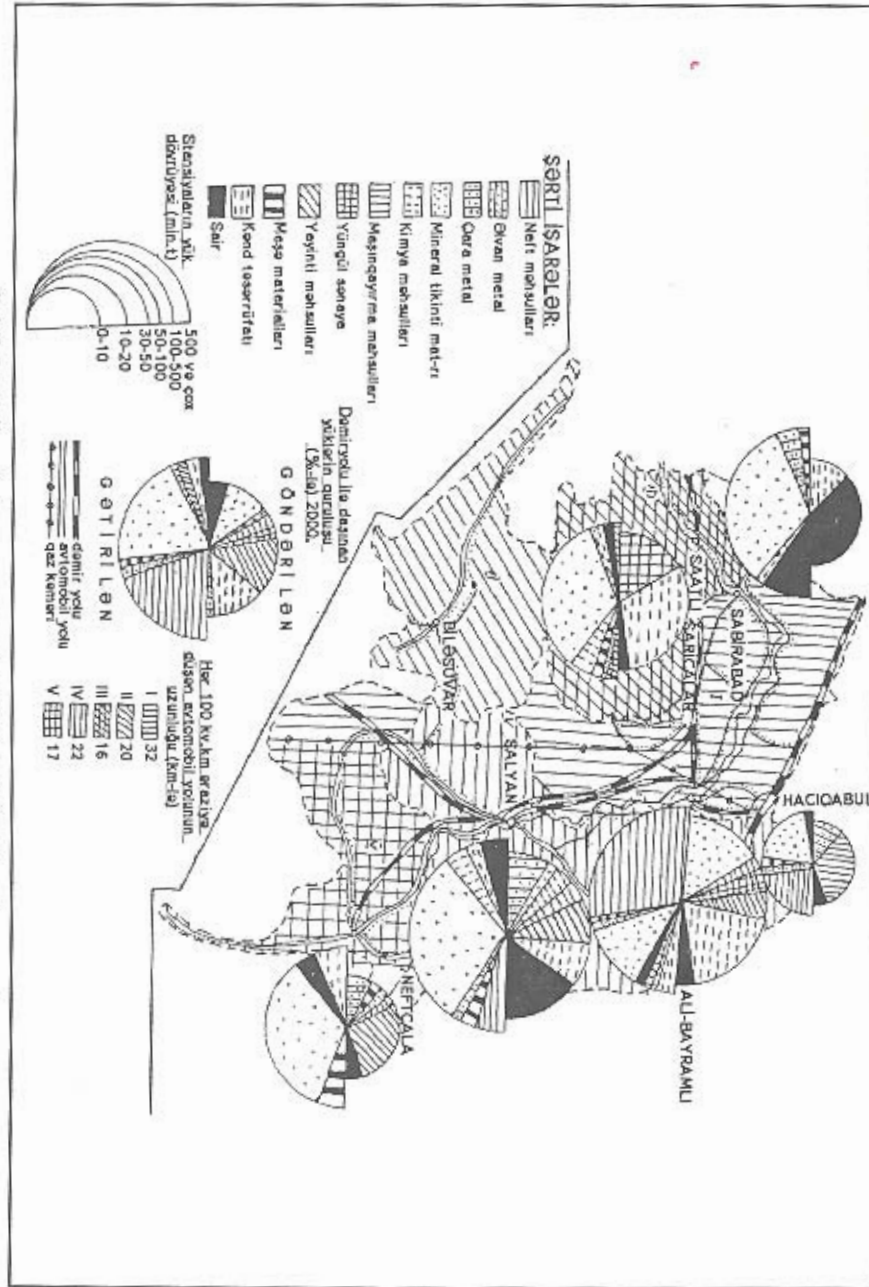 ŞƏRTİ İŞARƏLƏR:
Neft məhsulları
Əlvan metal
Qara metal
Mineral tikinti mat-rı
Kimya məhsulları
Maşınqayırma məhsulları
Yüngül sənaye
Yeyinti məhsulları
Meşə materialları
Kənd təsərrüfatı
Sair
Stansiyaların yük
dövriyəsi (min.t)
500 və çox
100-500
50-100
30-50
10-20
0-10
Dəmiryolu ilə daşınan
yüklərin quruluşu
(%-lə) 2000.
GÖNDƏRİLƏN
GƏTİRİLƏN
dəmir yolu
avtomobil yolu
qaz kəməri
Hər 100 kv.km əraziyə
düşən avtomobil yolunun
uzunluğu (km-lə)
I 32
II 20
III 16
IV 22
V 17
SAATLI
SARICALAR
SABİRABAD
HACIQABUL
BİLƏSUVAR
SALYAN
ƏLİ-BAYRAMLI
NEFTÇALA